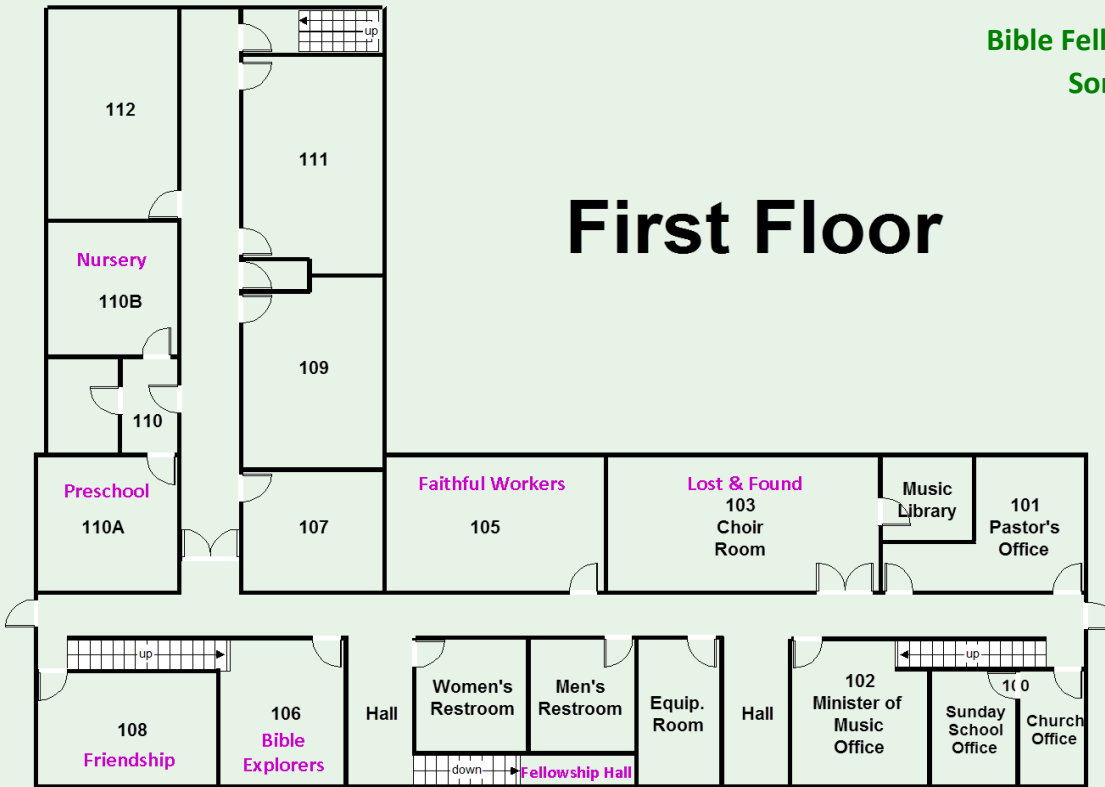 Bible Fell
Son
up
112
111
First Floor
Nursery
110B
109
110
Preschool
110A
107
Faithful Workers
105
Lost & Found
103
Choir
Room
Music
Library
101
Pastor's
Office
up
108
Friendship
106
Bible
Explorers
Hall
Women's
Restroom
Men's
Restroom
down
Fellowship Hall
Equip.
Room
Hall
102
Minister of
Music
Office
up
100
Sunday
School
Office
Church
Office